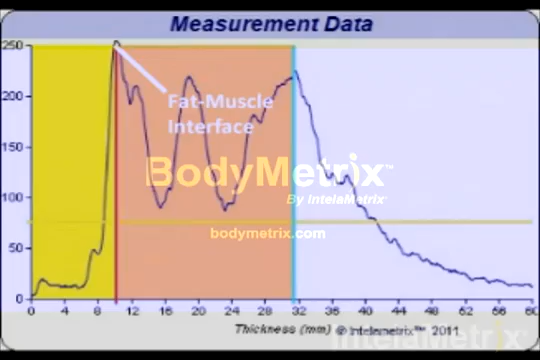 Measurement Data
250
200
150
100
50
0
0 4 8 12 16 20 24 28 32 36 40 44 48 52 56 60
Fat-Muscle
Interface
BodyMetrix™
By IntelaMetrix™
bodymetrix.com
Thickness (mm) @ Intelametrix™ 2011
IntelaMetrix™